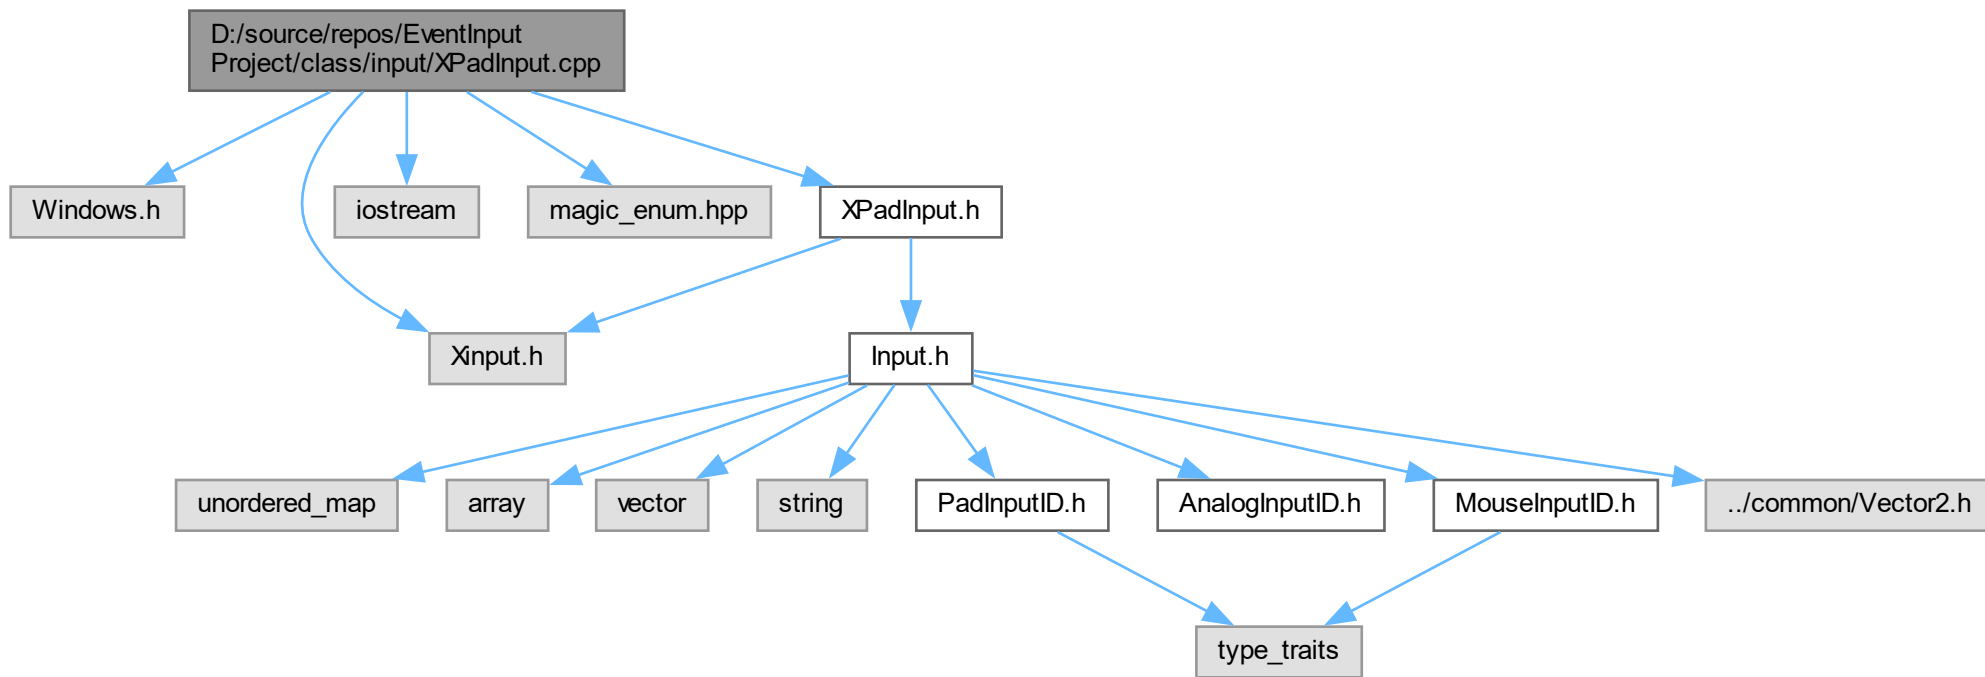 D:/source/repos/EventInput
Project/class/input/XPadInput.cpp
Windows.h
iostream
magic_enum.hpp
XPadInput.h
Xinput.h
Input.h
unordered_map
array
vector
string
PadInputID.h
AnalogInputID.h
MouseInputID.h
../common/Vector2.h
type_traits